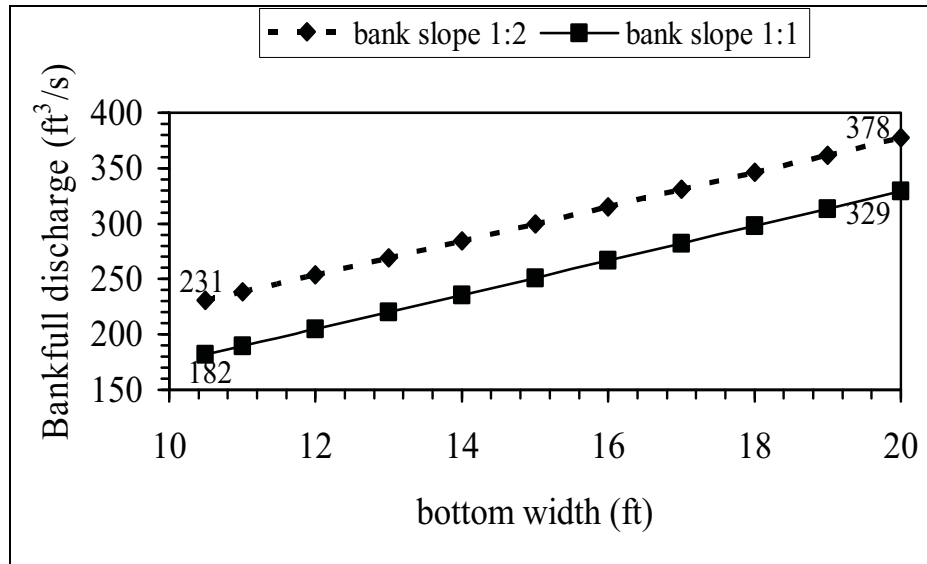 bank slope 1:2 bank slope 1:1
Bankfull discharge (ft³/s)
400
350
300
250
200
150
378
329
231
182
10 12 14 16 18 20
bottom width (ft)